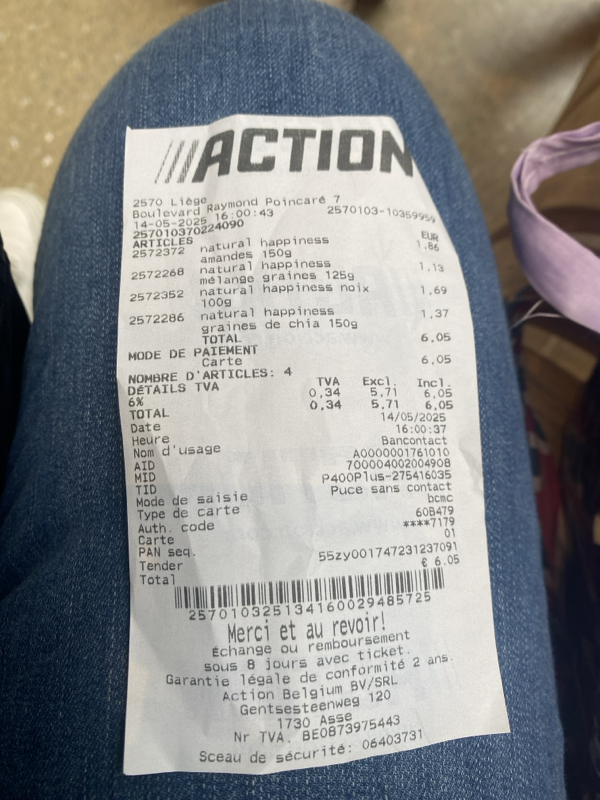 ///ACTION
2570 Liège
Boulevard Raymond Poincaré 7
14-05-2025 16:00:43 2570103-10359959
257010370224090
ARTICLES EUR
2572372 natural happiness 1,86
amandes 150g
2572268 natural happiness 1,13
mélange graines 125g
2572352 natural happiness noix 1,69
100g
2572286 natural happiness 1,37
graines de chia 150g
TOTAL 6,05
MODE DE PAIEMENT
Carte 6,05
NOMBRE D'ARTICLES: 4
DÉTAILS TVA TVA Excl. Incl.
6% 0,34 5,71 6,05
TOTAL 0,34 5,71 6,05
Date 14/05/2025
Heure 16:00:37
Nom d'usage Bancontact
AID A0000001761010
MID 700004002004908
TID P400Plus-275416035
Mode de saisie Puce sans contact
Type de carte bcmc
Auth. code 60B479
Carte ****7179
PAN seq. 01
Tender 55zy001747231237091
Total € 6.05
257010325134160029485725
Merci et au revoir!
Échange ou remboursement
sous 8 jours avec ticket.
Garantie légale de conformité 2 ans.
Action Belgium BV/SRL
Gentsesteenweg 120
1730 Asse
Nr TVA. BE0873975443
Sceau de sécurité: 06403731